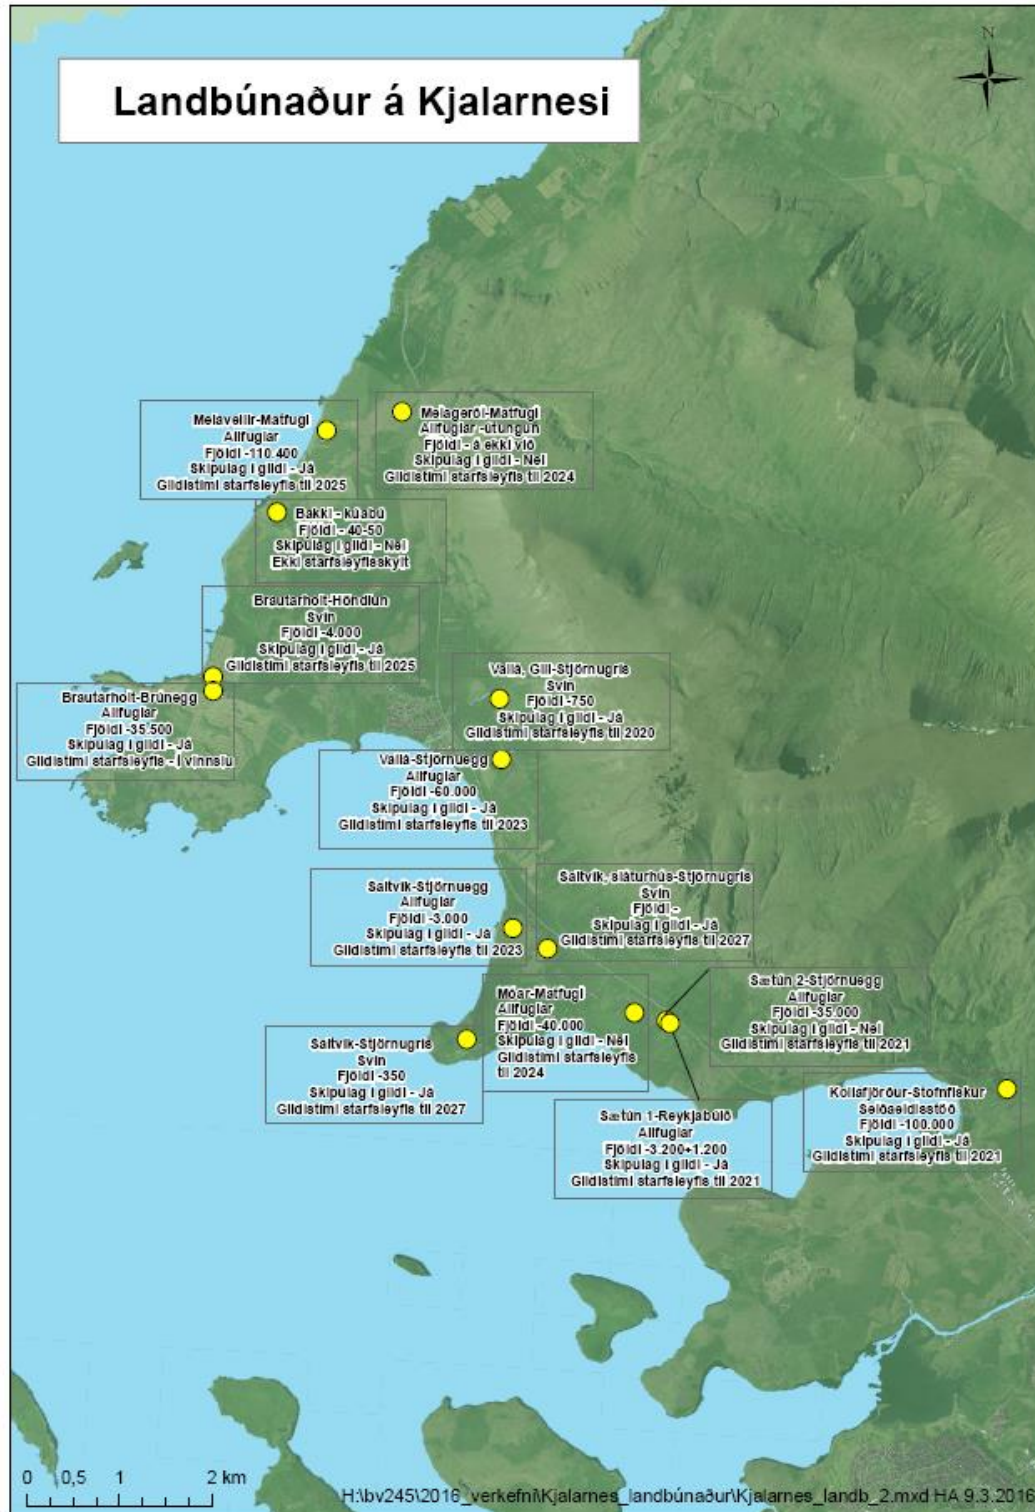 N
Landbúnaður á Kjalarnesi
Melavellir-Matfugl
Alifuglar
Fjöldi -110.400
Skipulag í gildi - Já
Gildistími starfsleyfis til 2025
Melagerði-Matfugl
Alifuglar -útungun
Fjöldi - á ekki við
Skipulag í gildi - Nei
Gildistími starfsleyfis til 2024
Bakki - kúabú
Fjöldi - 40-50
Skipulag í gildi - Nei
Ekki starfsleyfisskylt
Brautarholt-Höndlun
Svín
Fjöldi -4.000
Skipulag í gildi - Já
Gildistími starfsleyfis til 2025
Brautarholt-Brúnegg
Alifuglar
Fjöldi -35.500
Skipulag í gildi - Já
Gildistími starfsleyfis - í vinnslu
Vallá, Gili-Stjörnugrís
Svín
Fjöldi -750
Skipulag í gildi - Já
Gildistími starfsleyfis til 2020
Vallá-Stjörnuegg
Alifuglar
Fjöldi -60.000
Skipulag í gildi - Já
Gildistími starfsleyfis til 2023
Saltvík-Stjörnuegg
Alifuglar
Fjöldi -3.000
Skipulag í gildi - Já
Gildistími starfsleyfis til 2023
Saltvík, sláturhús-Stjörnugrís
Svín
Fjöldi -
Skipulag í gildi - Já
Gildistími starfsleyfis til 2027
Sætún 2-Stjörnuegg
Alifuglar
Fjöldi -35.000
Skipulag í gildi - Nei
Gildistími starfsleyfis til 2021
Móar-Matfugl
Alifuglar
Fjöldi -40.000
Skipulag í gildi - Nei
Gildistími starfsleyfis
til 2024
Saltvík-Stjörnugrís
Svín
Fjöldi -350
Skipulag í gildi - Já
Gildistími starfsleyfis til 2027
Sætún 1-Reykjabúið
Alifuglar
Fjöldi -3.200+1.200
Skipulag í gildi - Já
Gildistími starfsleyfis til 2021
Kollafjörður-Stofnfiskur
Seiðaeldisstöð
Fjöldi -100.000
Skipulag í gildi - Já
Gildistími starfsleyfis til 2021
0 0,5 1 2 km
H:\bv245\2016_verkefni\Kjalarnes_landbúnaður\Kjalarnes_landb_2.mxd HA 9.3.2016